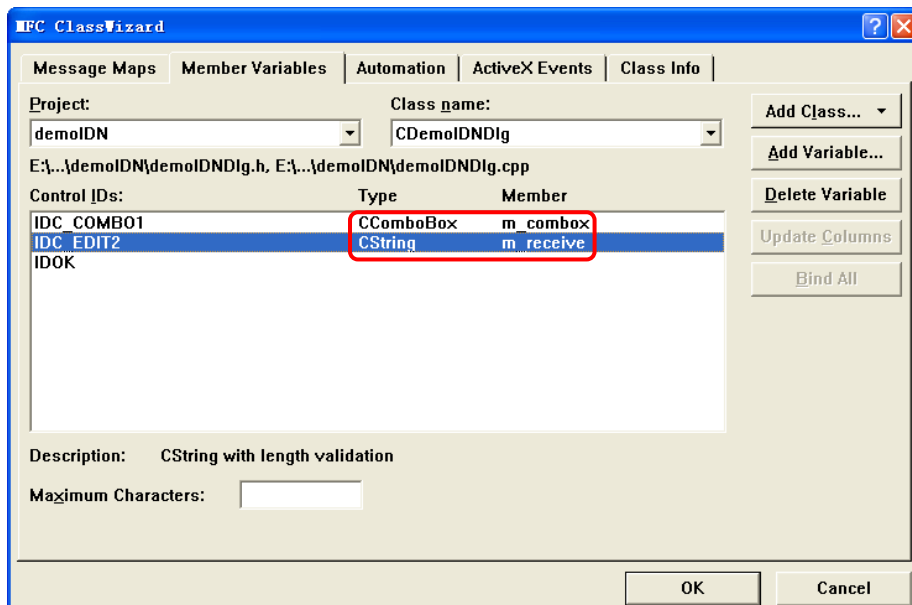 MFC ClassWizard
Message Maps Member Variables Automation ActiveX Events Class Info
Project: Class name:
demoIDN CDemoIDNDlg
E:\...\demoIDN\demoIDNDlg.h, E:\...\demoIDN\demoIDNDlg.cpp
Control IDs: Type Member
IDC_COMBO1 CComboBox m_combox
IDC_EDIT2 CString m_receive
IDOK
Add Class...
Add Variable...
Delete Variable
Update Columns
Bind All
Description: CString with length validation
Maximum Characters:
OK Cancel